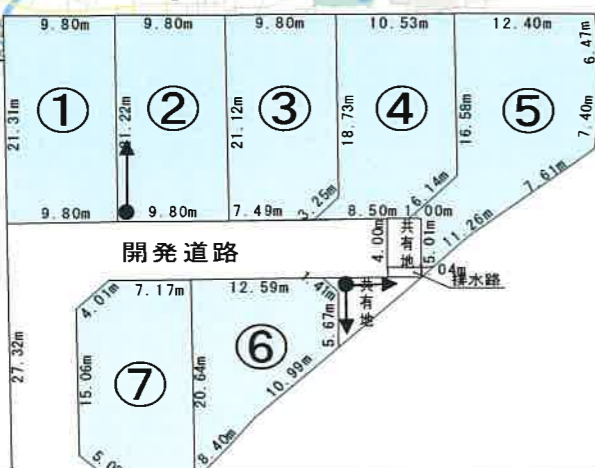 9.80m 9.80m 9.80m 10.53m 12.40m
6.47m
① ② ③ ④ ⑤
21.31m 21.12m 18.73m 16.58m 7.40m
7.61m
3.25m 6.14m
9.80m 9.80m 7.49m 8.50m 1.00m
4.00m 共有地 5.01m 11.26m
開発道路
排水路
4.01m 7.17m 12.59m 1.41m 共有地
5.67m
27.32m 15.06m ⑦ 20.64m ⑥ 10.99m
8.40m